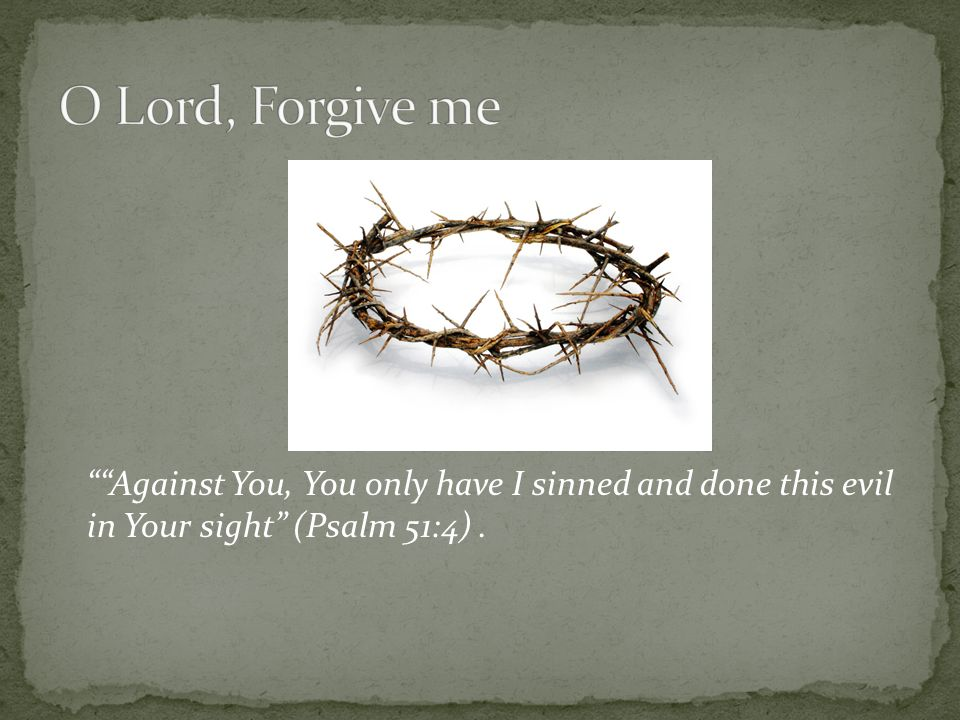 O Lord, Forgive me
““Against You, You only have I sinned and done this evil
in Your sight” (Psalm 51:4) .